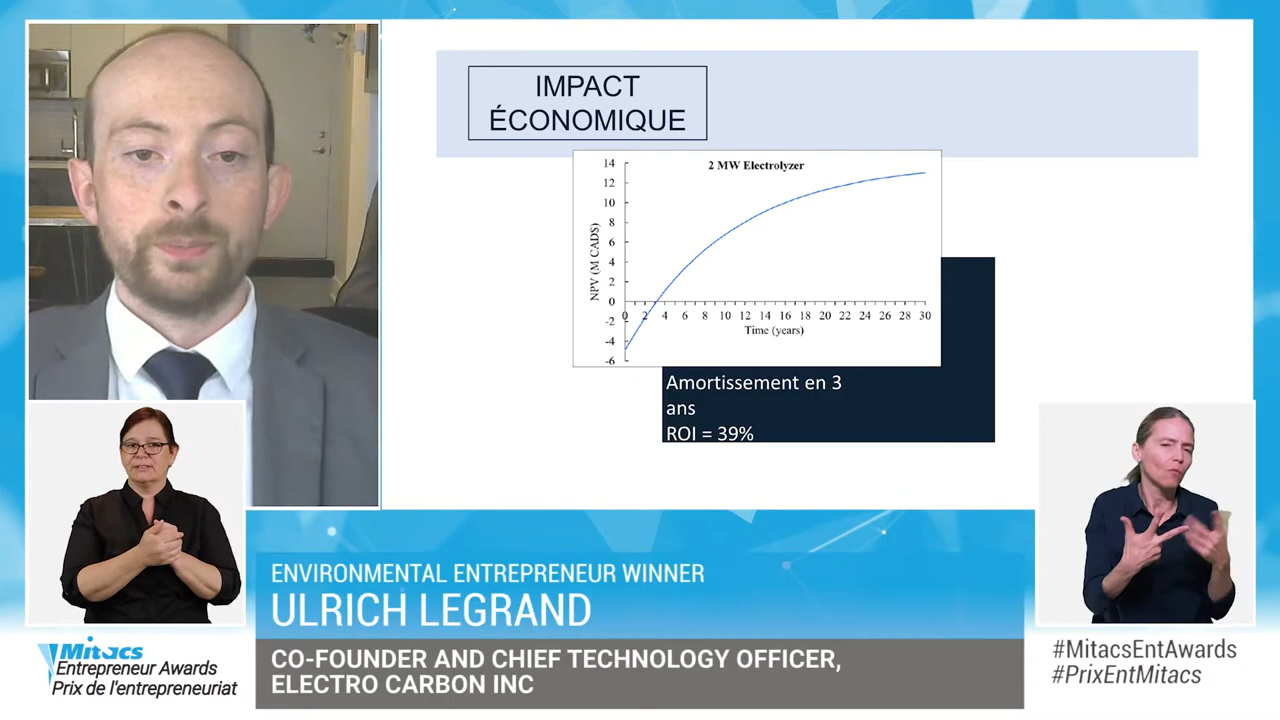 IMPACT
ÉCONOMIQUE
2 MW Electrolyzer
NPV (M CAD$)
14
12
10
8
6
4
2
0
-2
-4
-6
0 2 4 6 8 10 12 14 16 18 20 22 24 26 28 30
Time (years)
Amortissement en 3
ans
ROI = 39%
ENVIRONMENTAL ENTREPRENEUR WINNER
ULRICH LEGRAND
CO-FOUNDER AND CHIEF TECHNOLOGY OFFICER,
ELECTRO CARBON INC
Mitacs
Entrepreneur Awards
Prix de l'entrepreneuriat
#MitacsEntAwards
#PrixEntMitacs